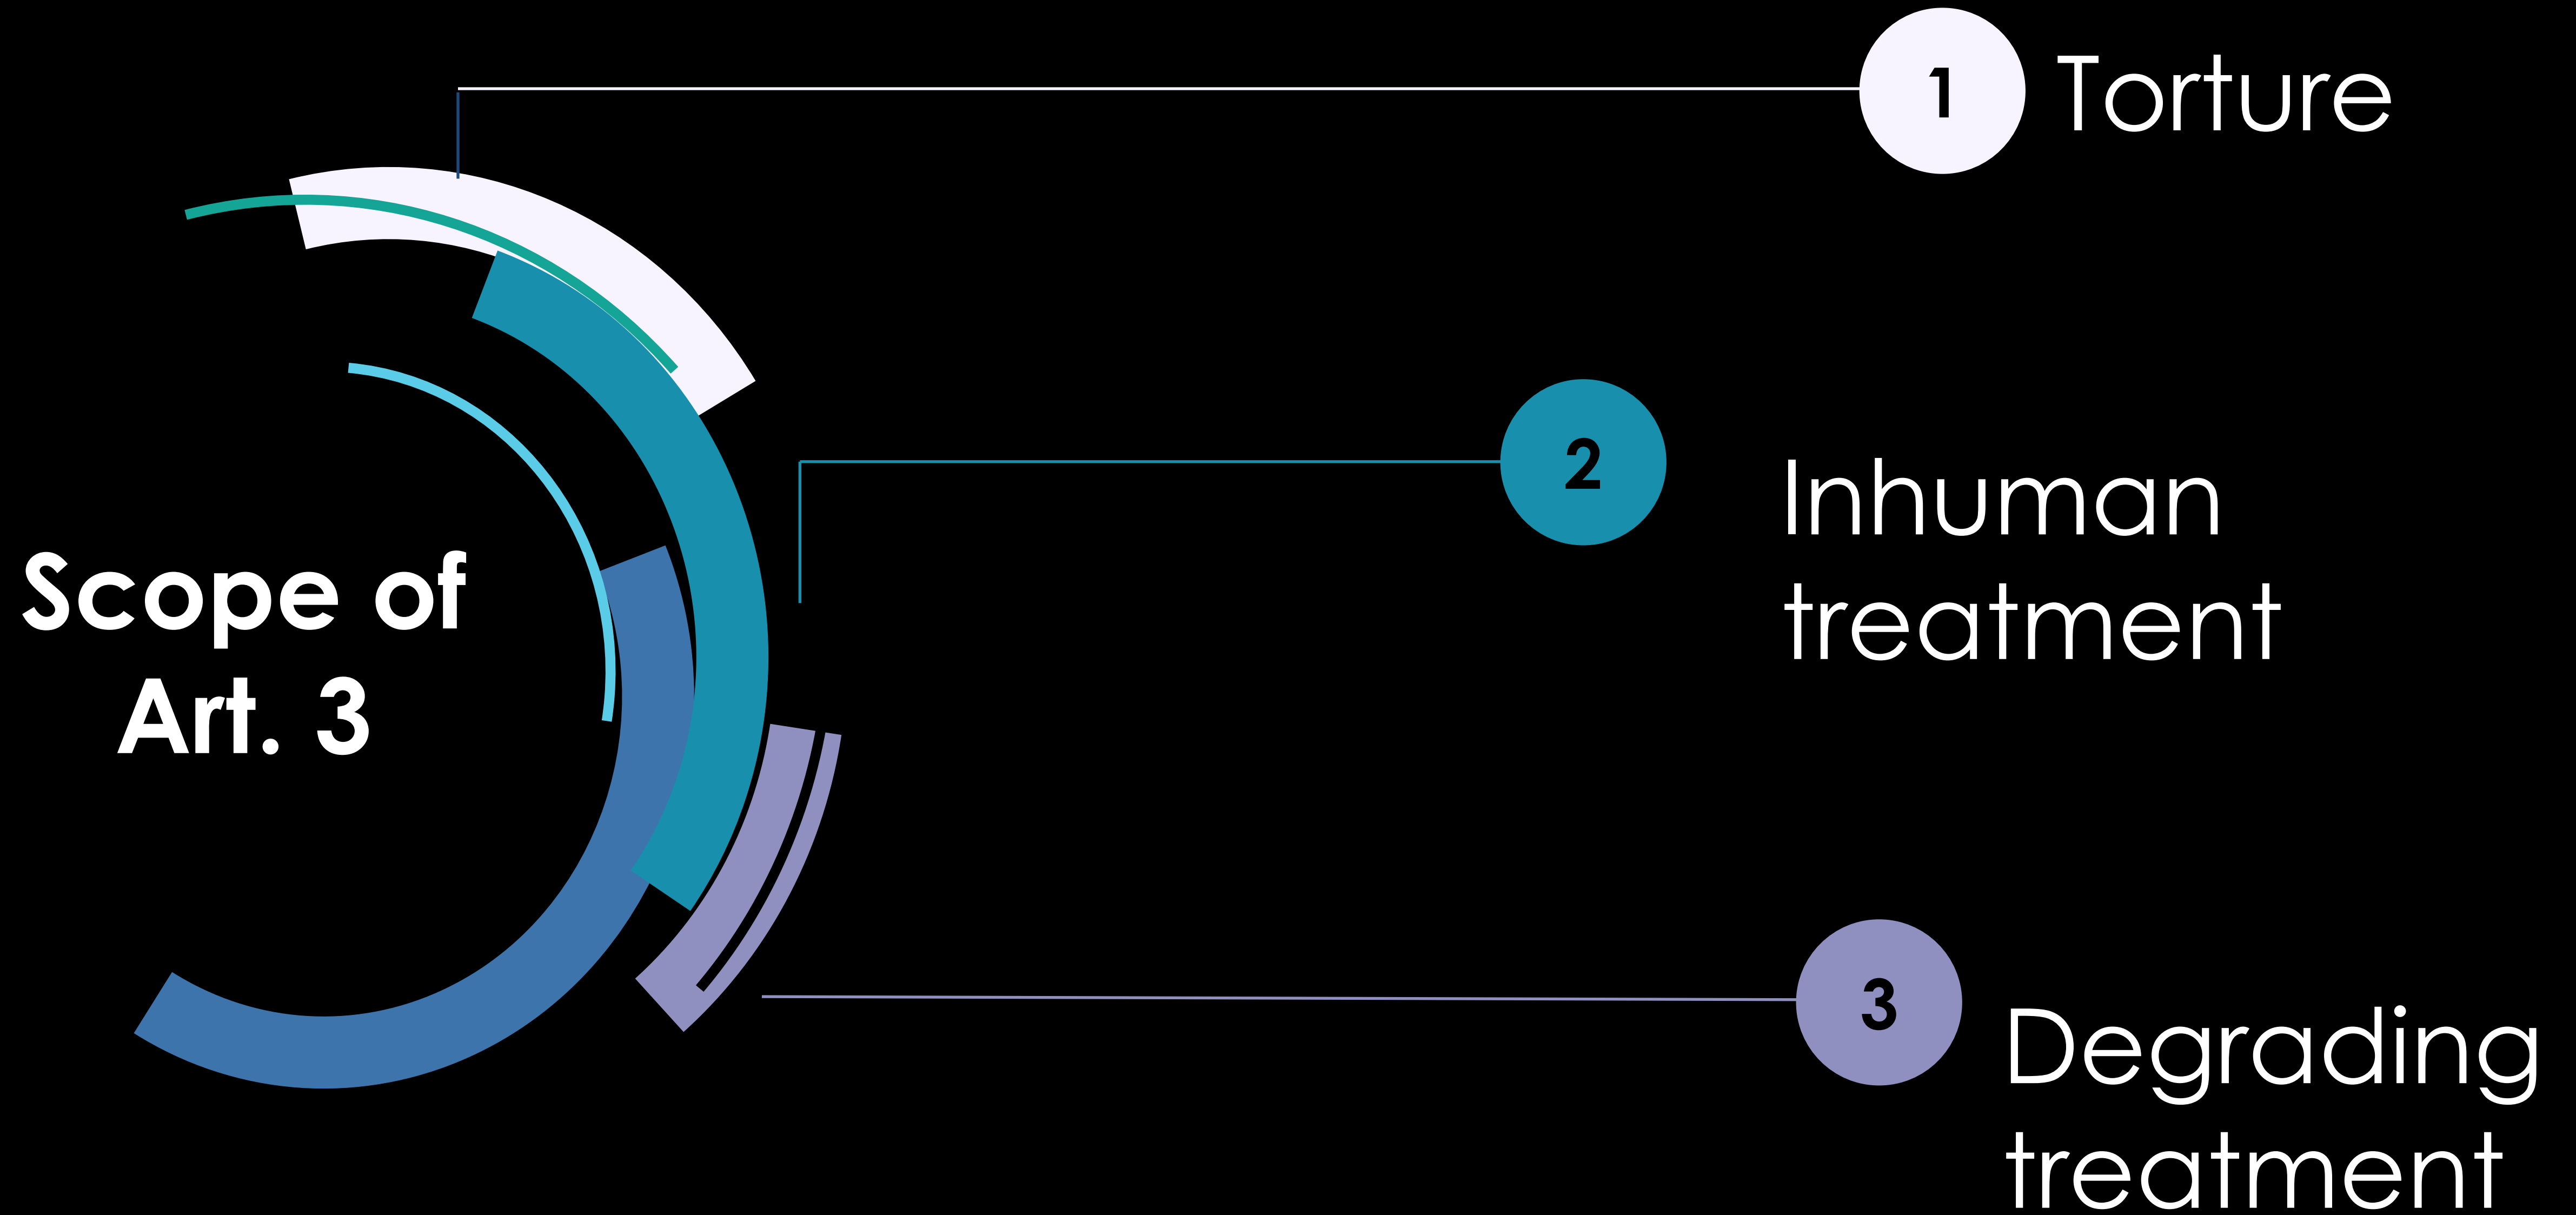 Scope of
Art. 3
1 Torture
2 Inhuman
treatment
3 Degrading
treatment